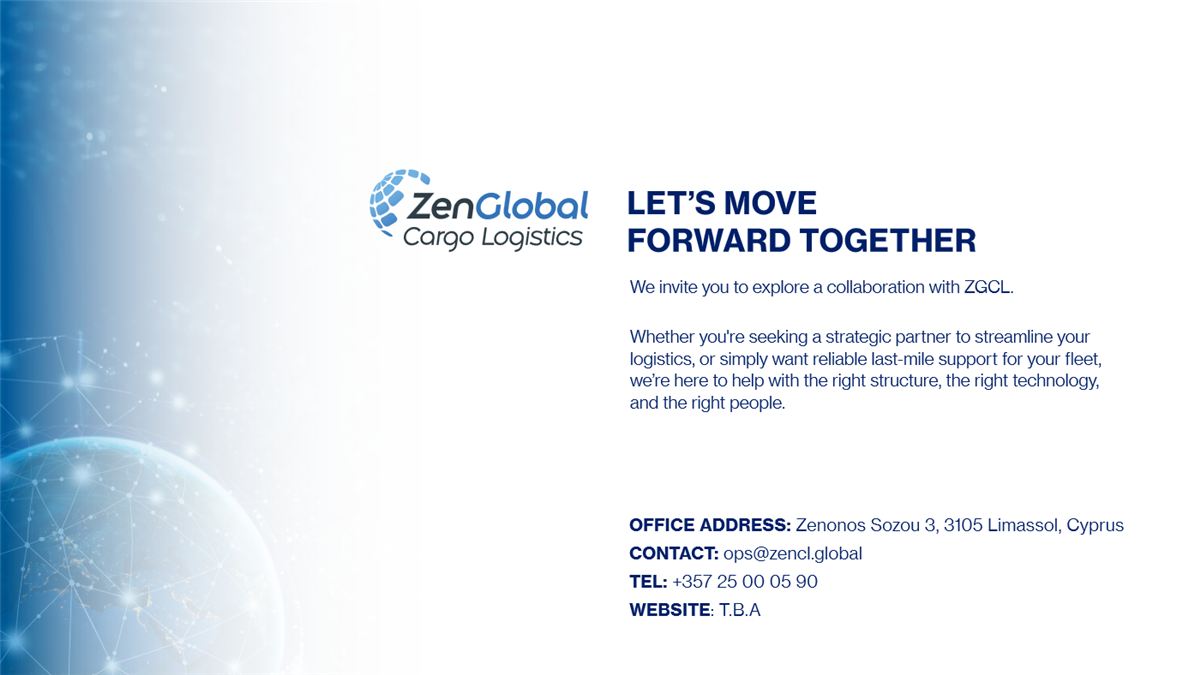 ZenGlobal
Cargo Logistics
LET’S MOVE
FORWARD TOGETHER
We invite you to explore a collaboration with ZGCL.
Whether you're seeking a strategic partner to streamline your
logistics, or simply want reliable last-mile support for your fleet,
we’re here to help with the right structure, the right technology,
and the right people.
OFFICE ADDRESS: Zenonos Sozou 3, 3105 Limassol, Cyprus
CONTACT: ops@zencl.global
TEL: +357 25 00 05 90
WEBSITE: T.B.A